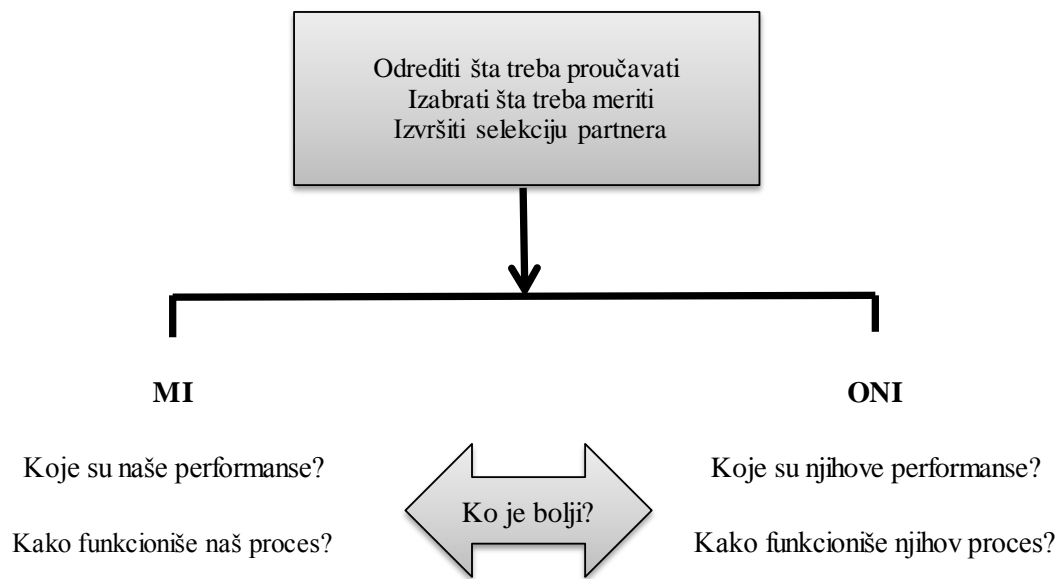 Odrediti šta treba proučavati
Izabrati šta treba meriti
Izvršiti selekciju partnera
MI
ONI
Koje su naše performanse?
Koje su njihove performanse?
Ko je bolji?
Kako funkcioniše naš proces?
Kako funkcioniše njihov proces?